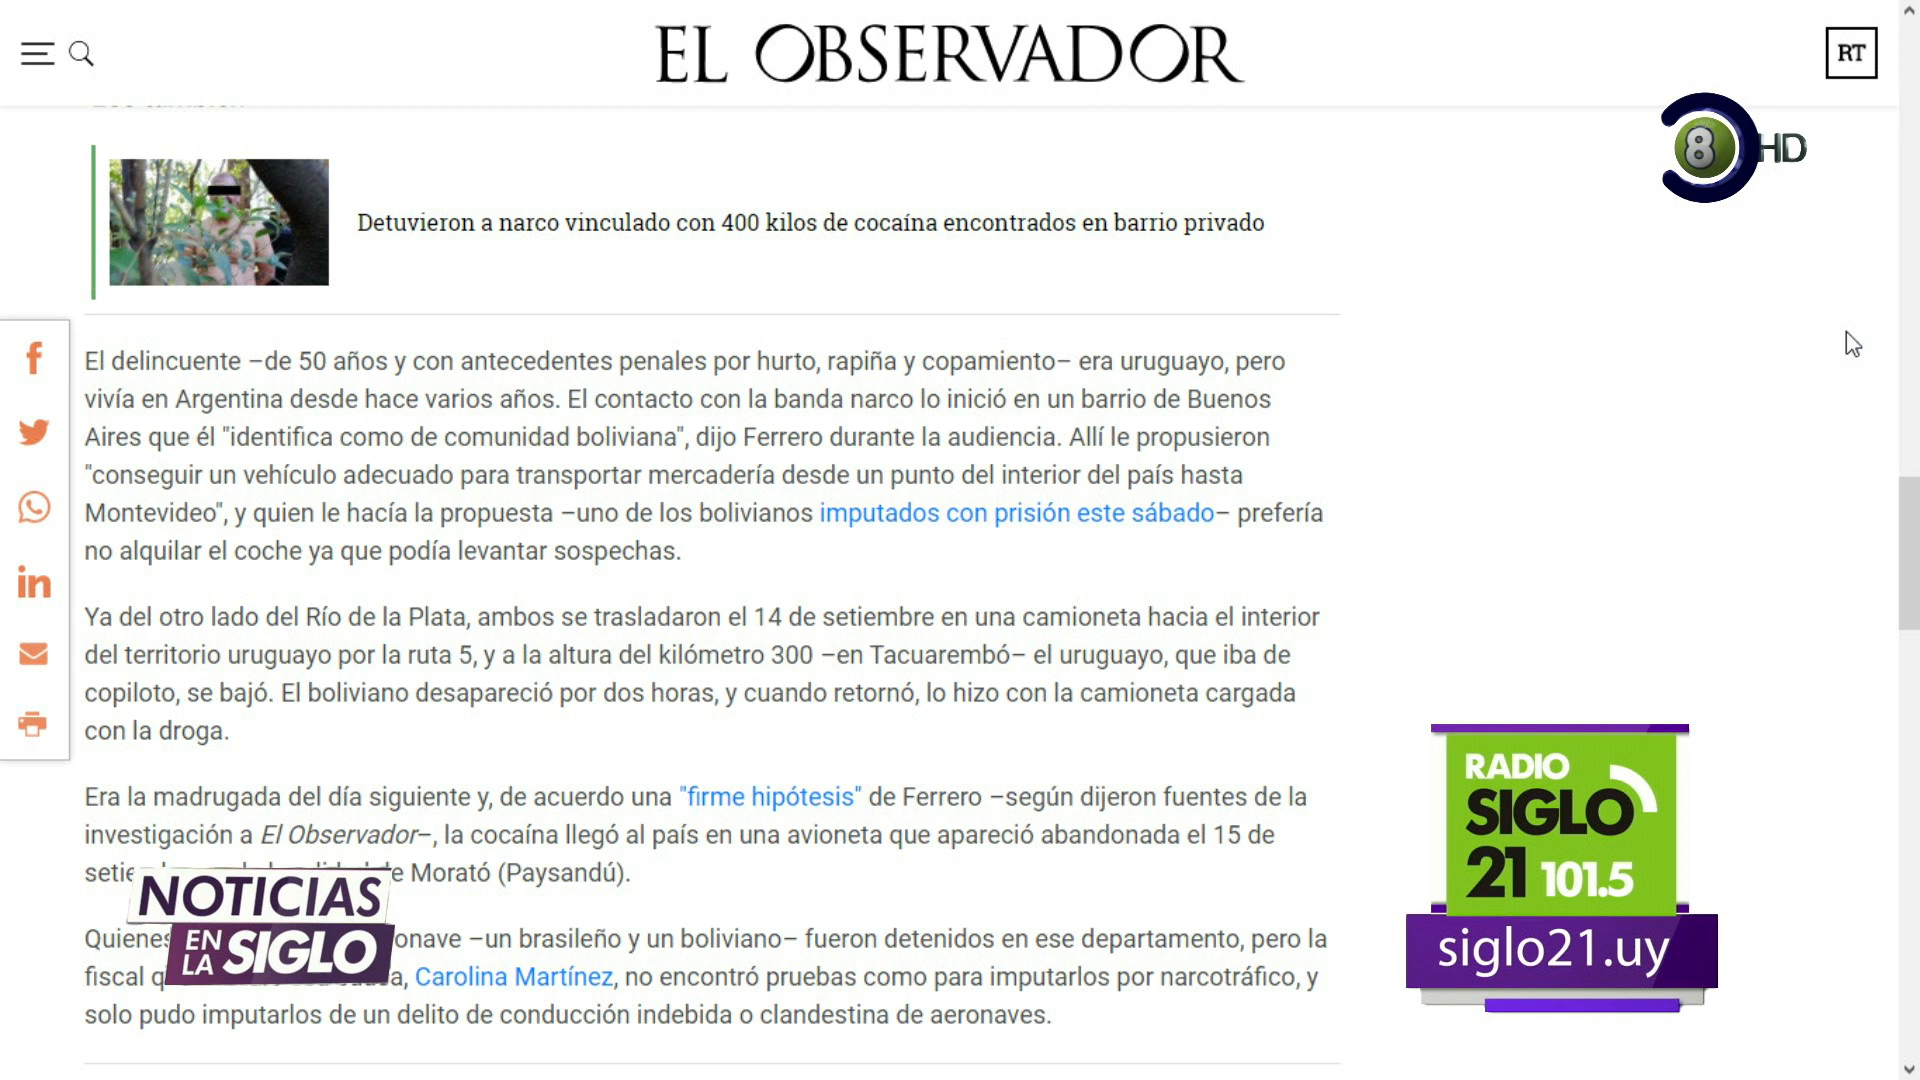 EL OBSERVADOR
RT
8 HD
Detuvieron a narco vinculado con 400 kilos de cocaína encontrados en barrio privado
El delincuente –de 50 años y con antecedentes penales por hurto, rapiña y copamiento– era uruguayo, pero
vivía en Argentina desde hace varios años. El contacto con la banda narco lo inició en un barrio de Buenos
Aires que él "identifica como de comunidad boliviana", dijo Ferrero durante la audiencia. Allí le propusieron
"conseguir un vehículo adecuado para transportar mercadería desde un punto del interior del país hasta
Montevideo", y quien le hacía la propuesta –uno de los bolivianos imputados con prisión este sábado– prefería
no alquilar el coche ya que podía levantar sospechas.
Ya del otro lado del Río de la Plata, ambos se trasladaron el 14 de setiembre en una camioneta hacia el interior
del territorio uruguayo por la ruta 5, y a la altura del kilómetro 300 –en Tacuarembó– el uruguayo, que iba de
copiloto, se bajó. El boliviano desapareció por dos horas, y cuando retornó, lo hizo con la camioneta cargada
con la droga.
Era la madrugada del día siguiente y, de acuerdo una "firme hipótesis" de Ferrero –según dijeron fuentes de la
investigación a El Observador–, la cocaína llegó al país en una avioneta que apareció abandonada el 15 de
Morató (Paysandú).
Quienes –un brasileño y un boliviano– fueron detenidos en ese departamento, pero la
fiscal Carolina Martínez, no encontró pruebas como para imputarlos por narcotráfico, y
solo pudo imputarlos de un delito de conducción indebida o clandestina de aeronaves.
NOTICIAS
EN LA SIGLO
RADIO
SIGLO
21 101.5
siglo21.uy